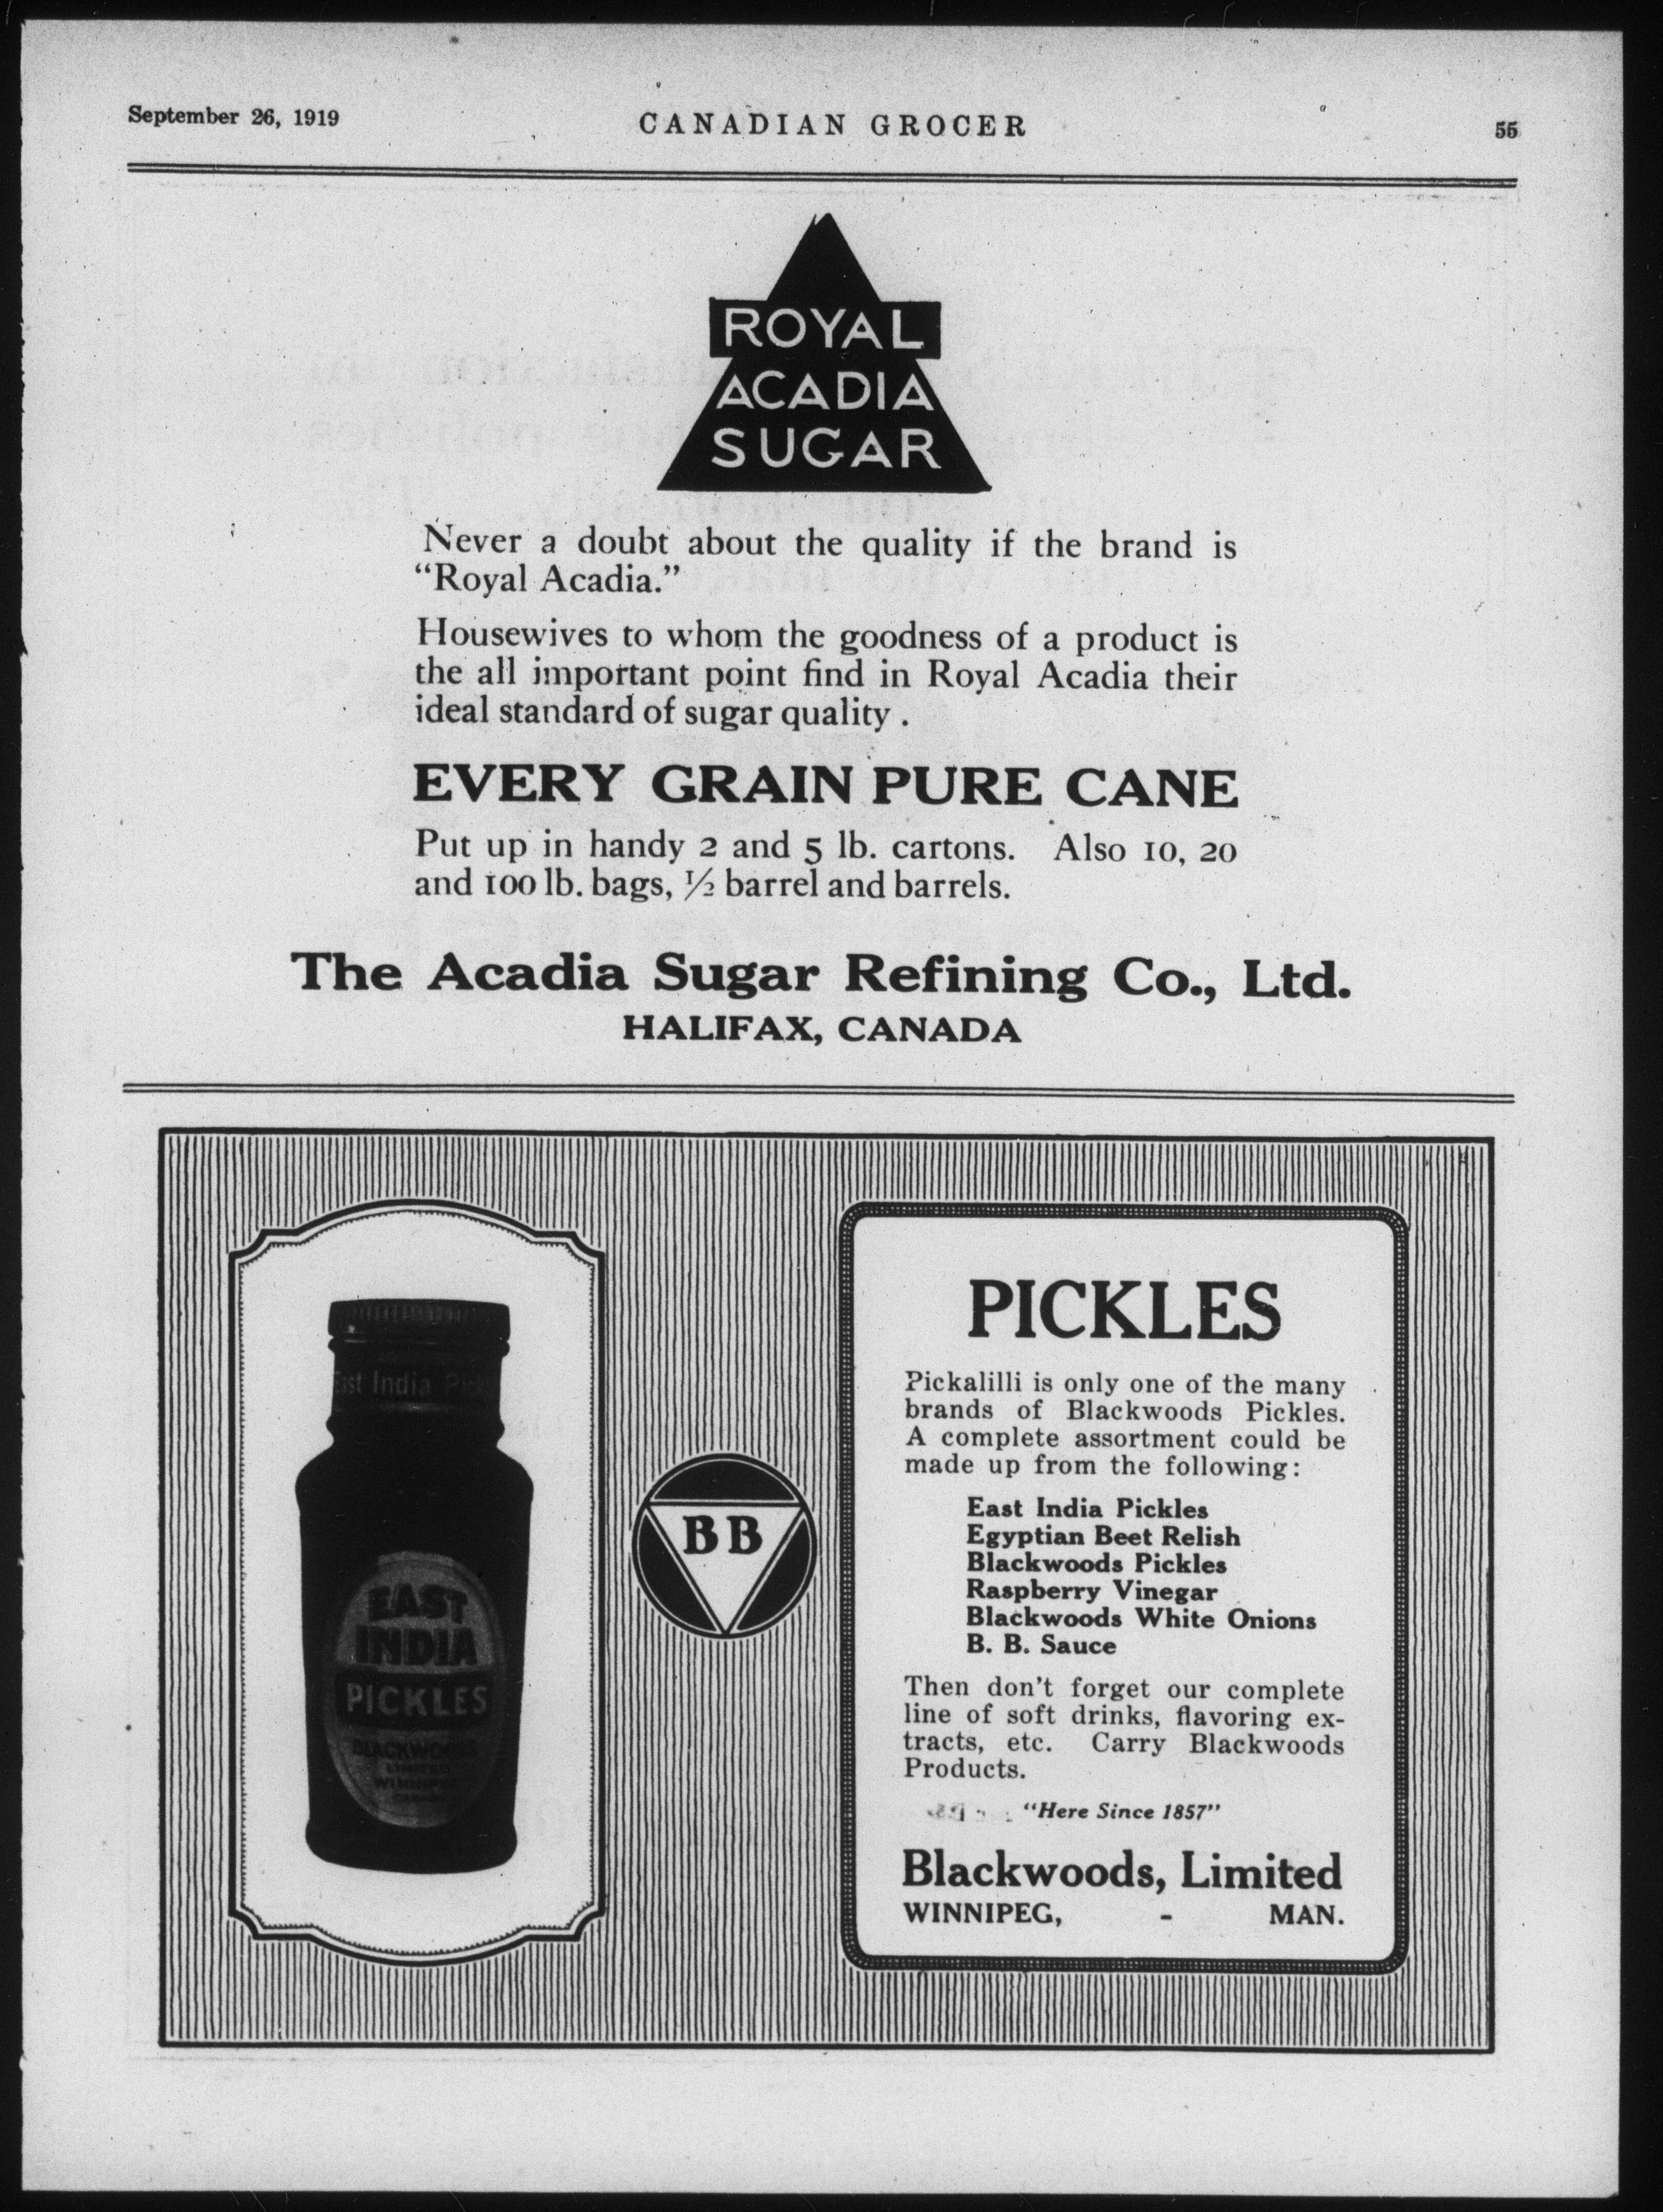 September 26, 1919
CANADIAN GROCER
55
ROYAL
ACADIA
SUGAR
Never a doubt about the quality if the brand is
“Royal Acadia.”
Housewives to whom the goodness of a product is
the all important point find in Royal Acadia their
ideal standard of sugar quality .
EVERY GRAIN PURE CANE
Put up in handy 2 and 5 lb. cartons. Also 10, 20
and 100 lb. bags, ½ barrel and barrels.
The Acadia Sugar Refining Co., Ltd.
HALIFAX, CANADA
East India
EAST
INDIA
PICKLES
BLACKWOODS
LIMITED
WINNIPEG
BB
PICKLES
Pickalilli is only one of the many
brands of Blackwoods Pickles.
A complete assortment could be
made up from the following:
East India Pickles
Egyptian Beet Relish
Blackwoods Pickles
Raspberry Vinegar
Blackwoods White Onions
B. B. Sauce
Then don't forget our complete
line of soft drinks, flavoring ex-
tracts, etc. Carry Blackwoods
Products.
“Here Since 1857”
Blackwoods, Limited
WINNIPEG, - MAN.